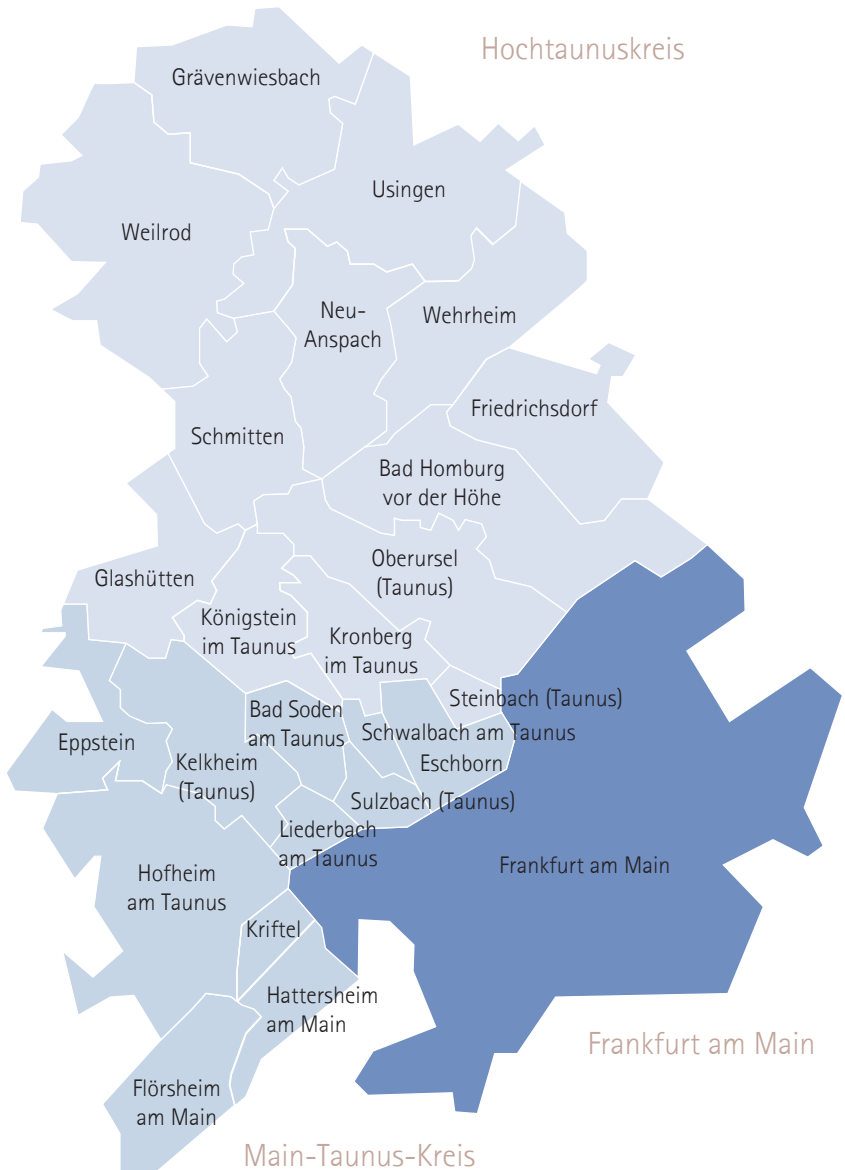 Hochtaunuskreis
Grävenwiesbach
Usingen
Weilrod
Neu-
Anspach
Wehrheim
Friedrichsdorf
Schmitten
Bad Homburg
vor der Höhe
Oberursel
(Taunus)
Glashütten
Königstein
im Taunus
Kronberg
im Taunus
Steinbach (Taunus)
Bad Soden
am Taunus
Schwalbach am Taunus
Eppstein
Kelkheim
(Taunus)
Eschborn
Sulzbach (Taunus)
Liederbach
am Taunus
Frankfurt am Main
Hofheim
am Taunus
Kriftel
Hattersheim
am Main
Frankfurt am Main
Flörsheim
am Main
Main-Taunus-Kreis